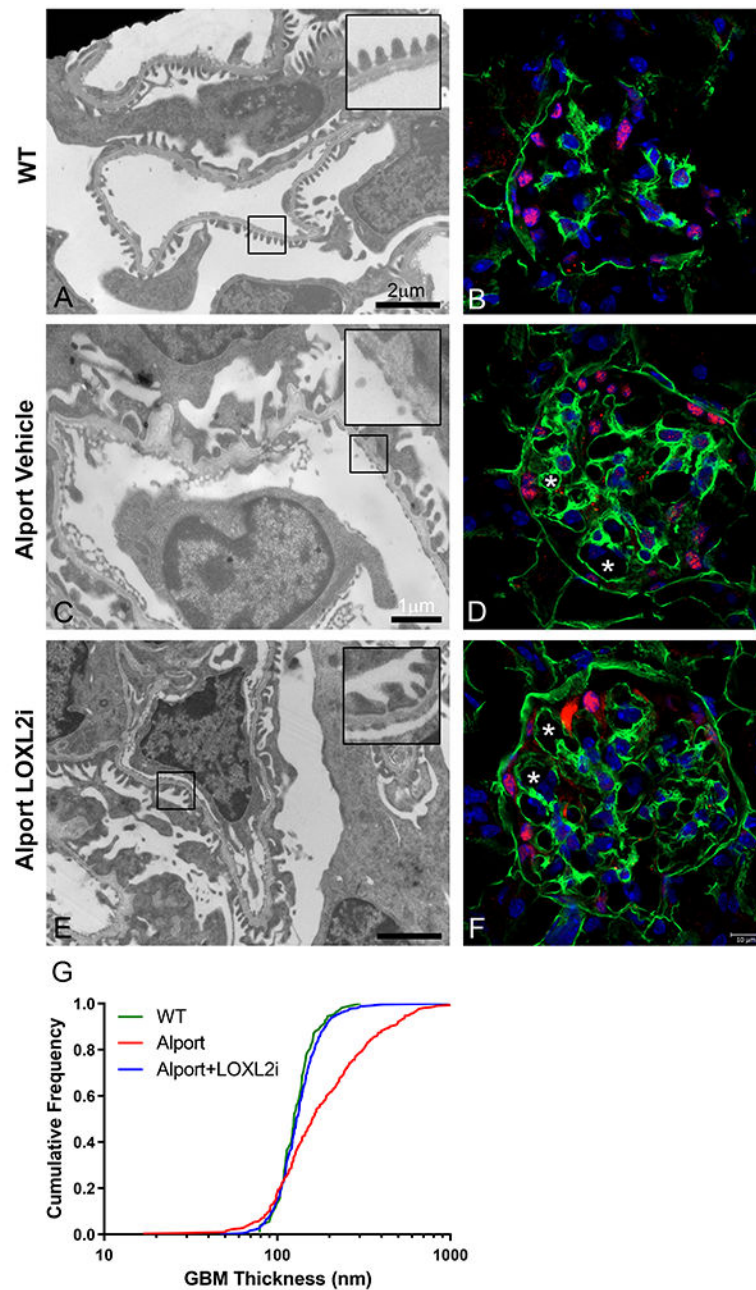 WT
A
2μm
B
Alport Vehicle
C
1μm
D
*
*
Alport LOXL2i
E
F
*
*
10 μm
G
WT
Alport
Alport+LOXL2i
Cumulative Frequency
1.0
0.8
0.6
0.4
0.2
0.0
10
100
1000
GBM Thickness (nm)